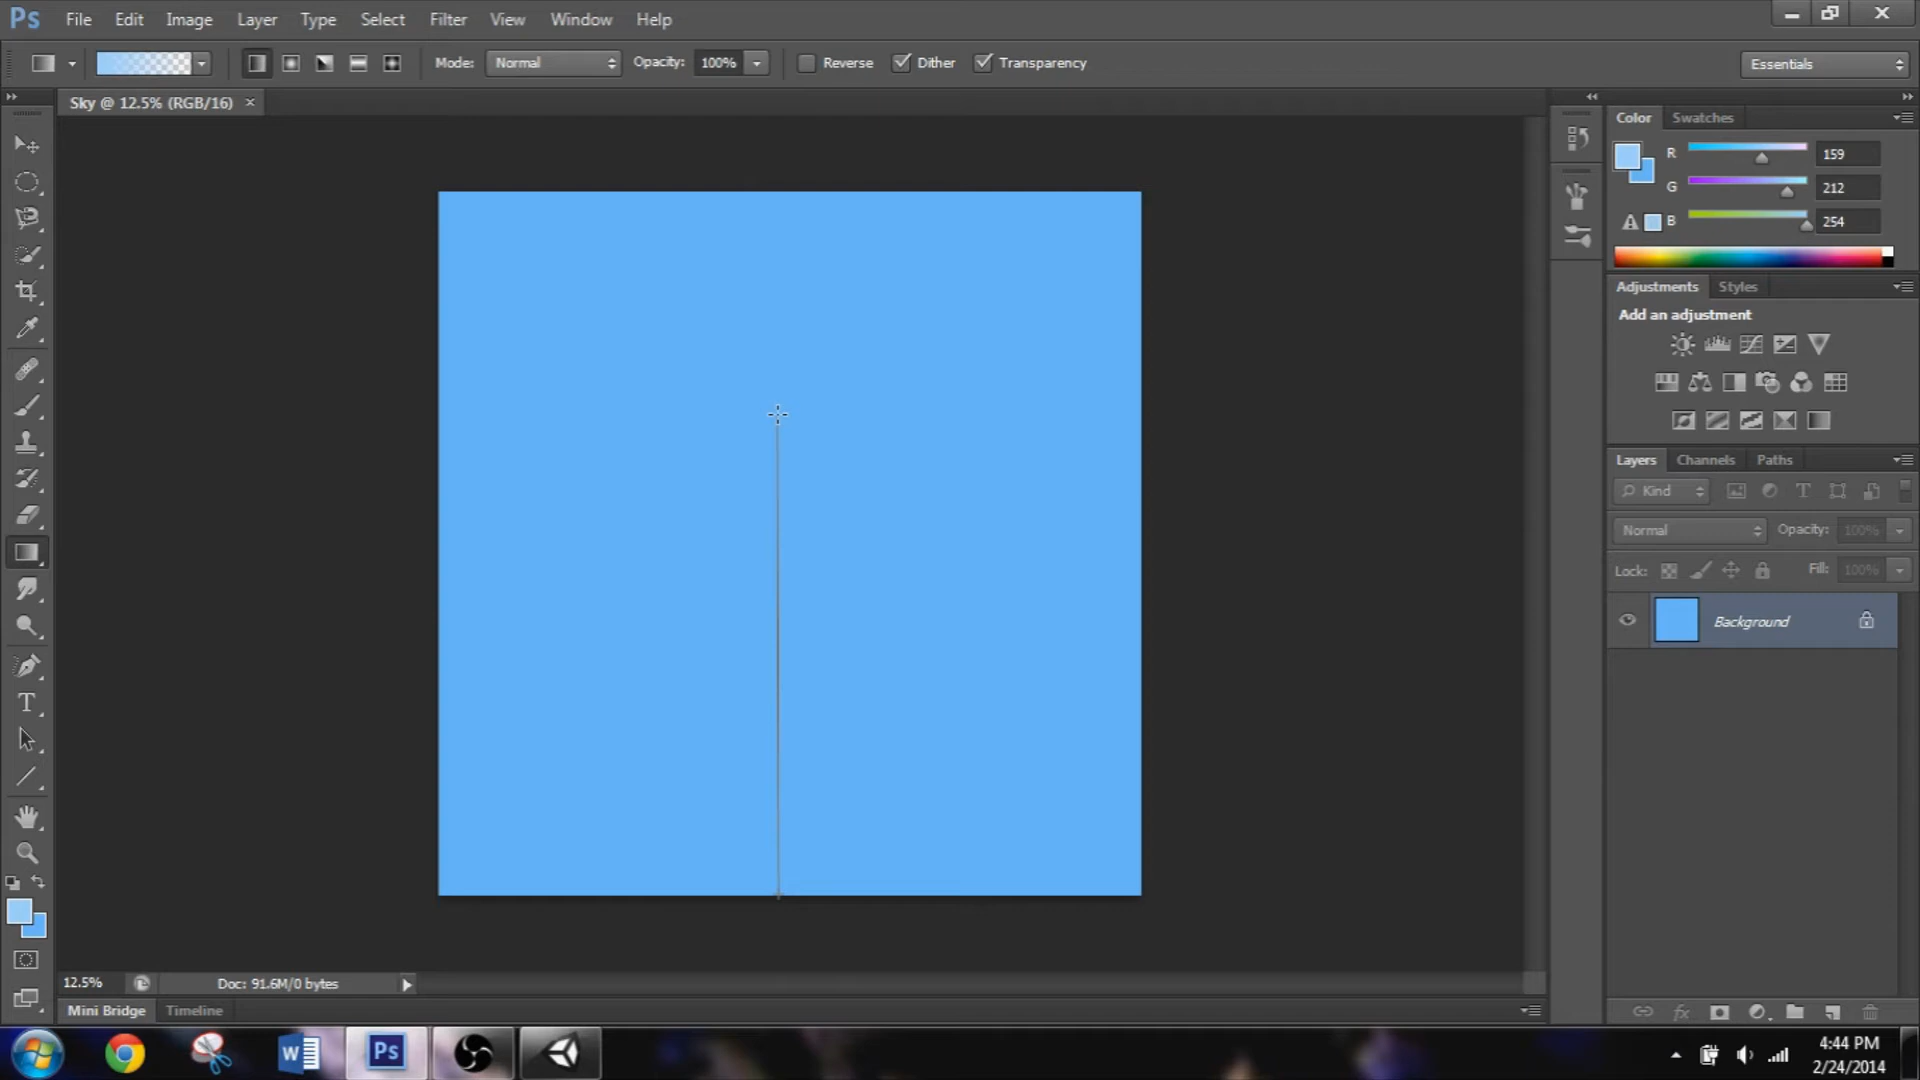 Ps File Edit Image Layer Type Select Filter View Window Help
Mode: Normal Opacity: 100% Reverse Dither Transparency Essentials
Sky @ 12.5% (RGB/16) ×
Color Swatches
R 159
G 212
B 254
Adjustments Styles
Add an adjustment
Layers Channels Paths
Kind
Normal Opacity: 100%
Lock: Fill: 100%
Background
12.5% Doc: 91.6M/0 bytes
Mini Bridge Timeline
Ps
4:44 PM
2/24/2014